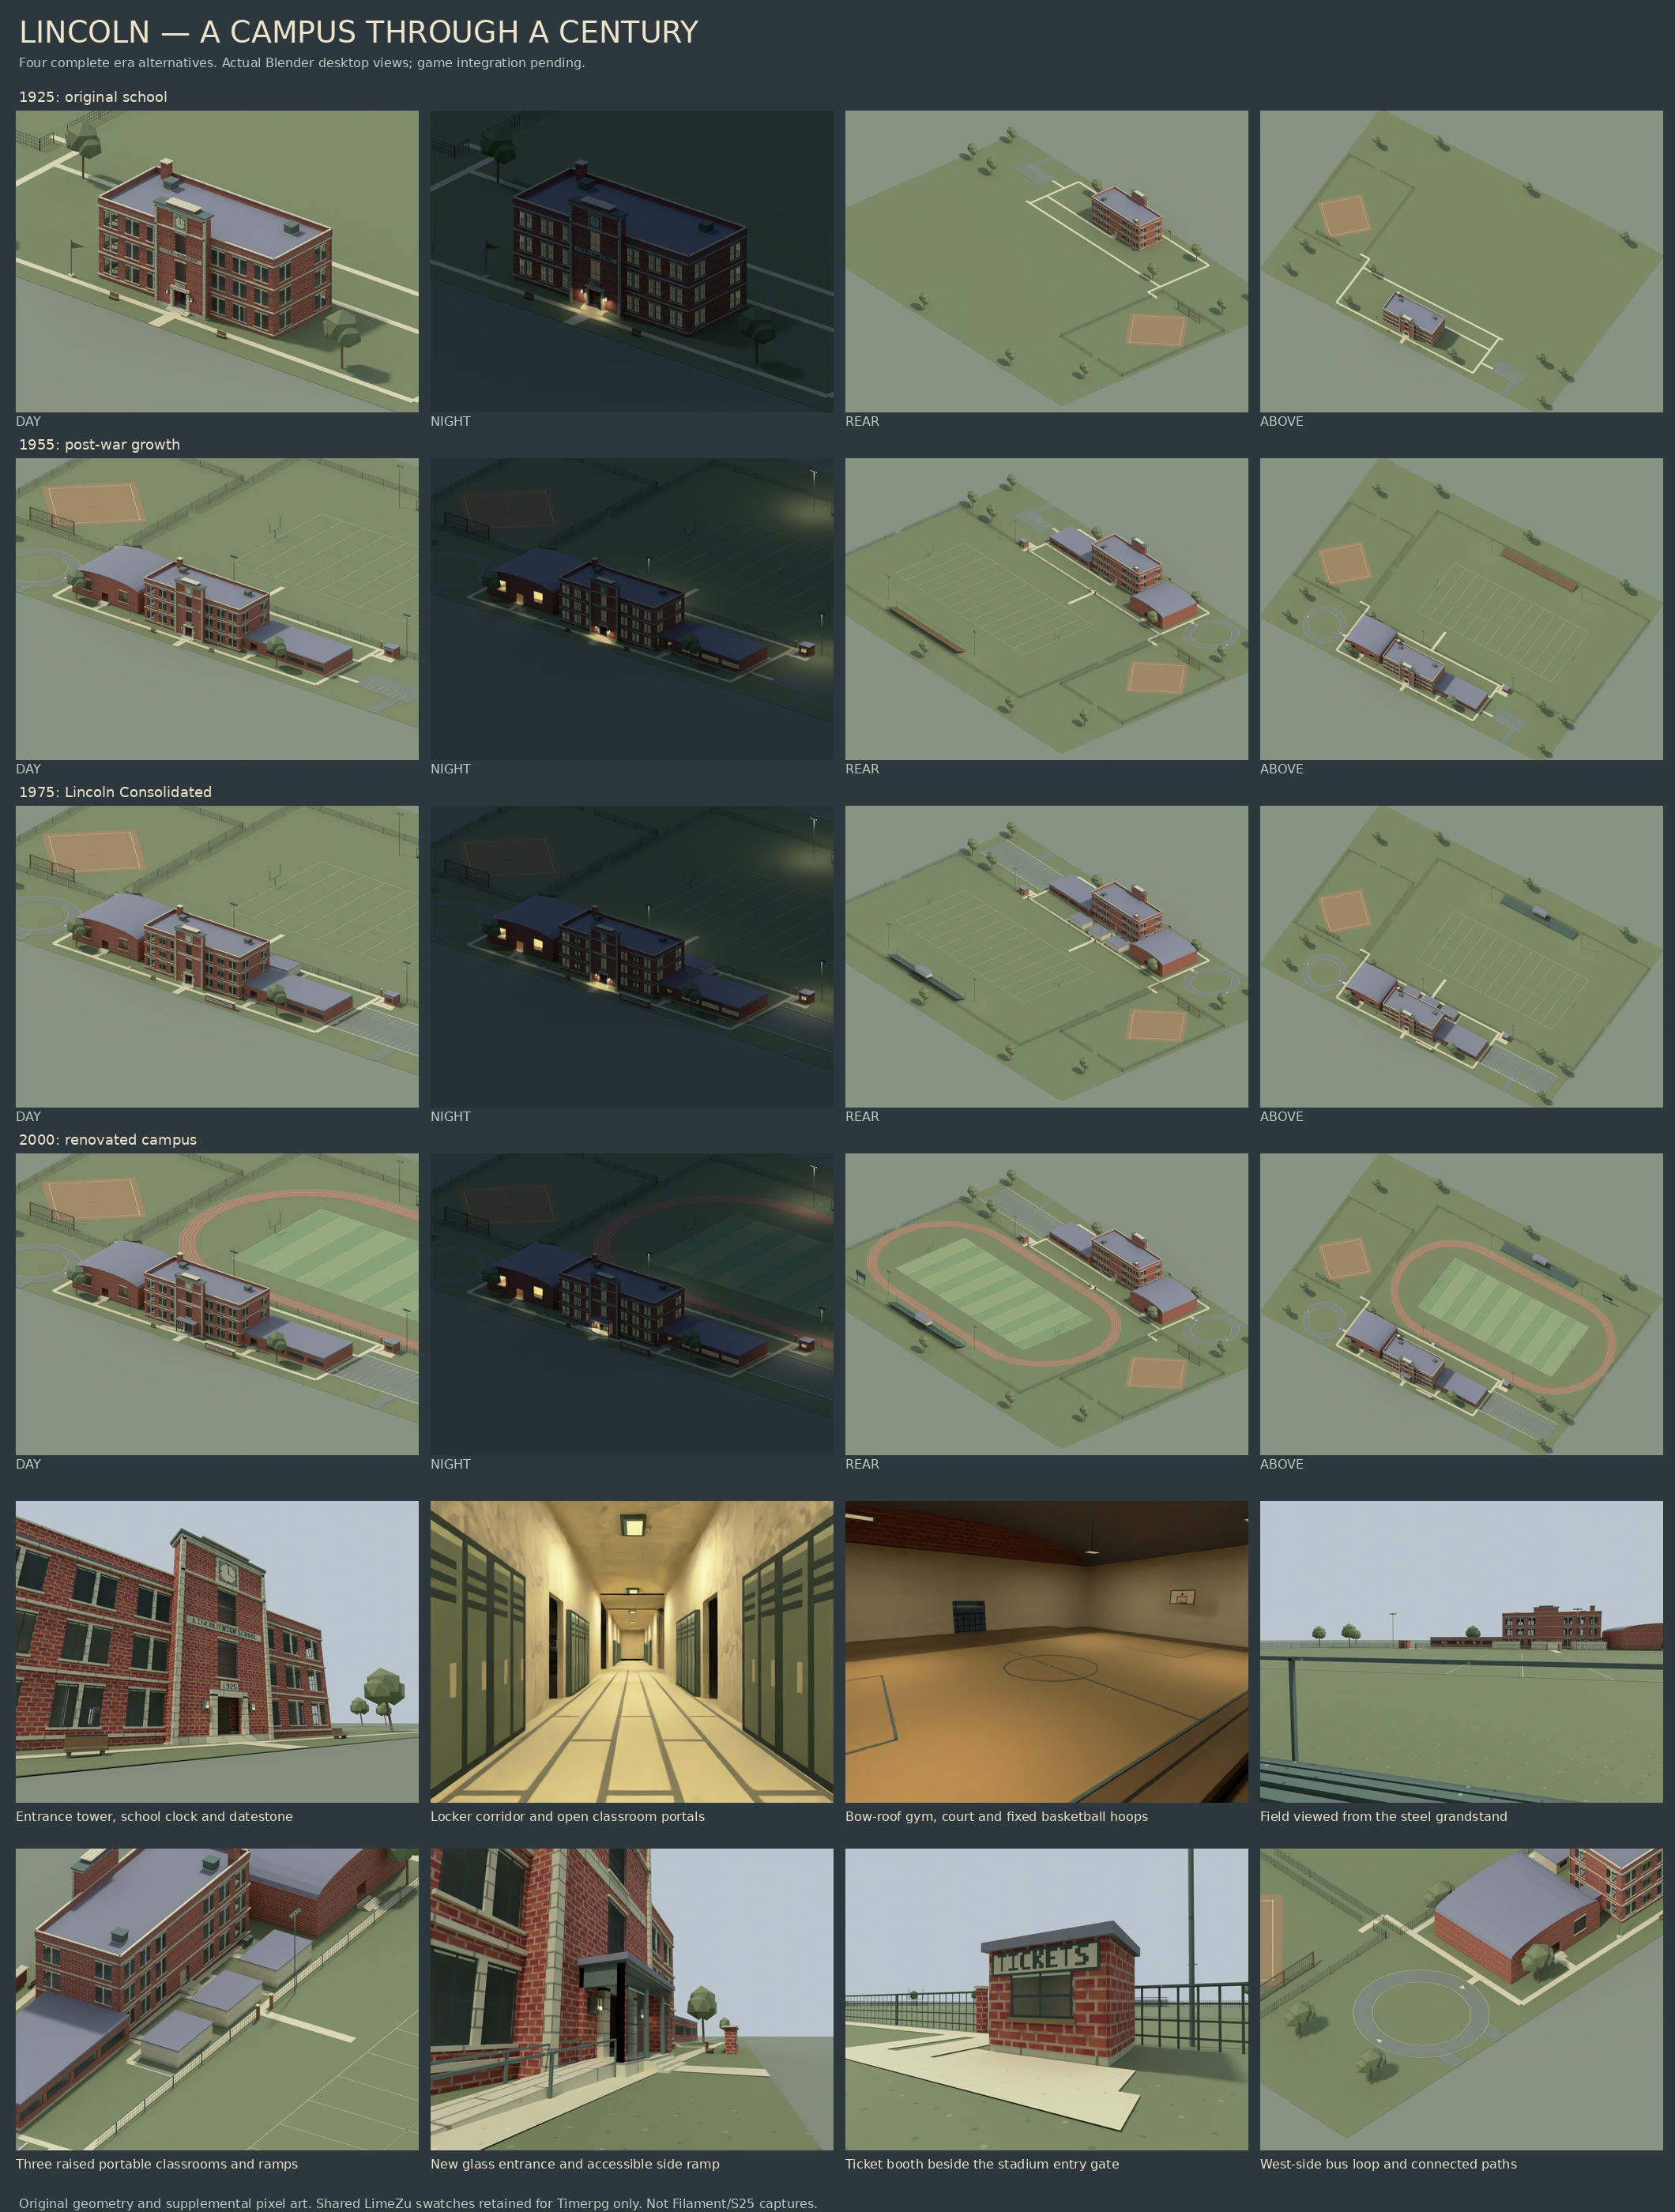 LINCOLN — A CAMPUS THROUGH A CENTURY
Four complete era alternatives. Actual Blender desktop views; game integration pending.
1925: original school
DAY
NIGHT
REAR
ABOVE
1955: post-war growth
DAY
NIGHT
REAR
ABOVE
1975: Lincoln Consolidated
DAY
NIGHT
REAR
ABOVE
2000: renovated campus
DAY
NIGHT
REAR
ABOVE
1925
Entrance tower, school clock and datestone
Locker corridor and open classroom portals
Bow-roof gym, court and fixed basketball hoops
Field viewed from the steel grandstand
TICKETS
Three raised portable classrooms and ramps
New glass entrance and accessible side ramp
Ticket booth beside the stadium entry gate
West-side bus loop and connected paths
Original geometry and supplemental pixel art. Shared LimeZu swatches retained for Timerpg only. Not Filament/S25 captures.